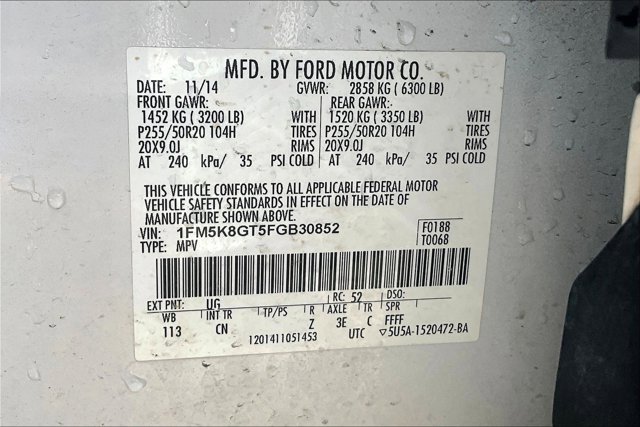 MFD. BY FORD MOTOR CO.
DATE: 11/14 GVWR: 2858 KG ( 6300 LB)
FRONT GAWR: REAR GAWR:
1452 KG ( 3200 LB) WITH 1520 KG ( 3350 LB) WITH
P255/50R20 104H TIRES P255/50R20 104H TIRES
20X9.0J RIMS 20X9.0J RIMS
AT 240 kPa/ 35 PSI COLD AT 240 kPa/ 35 PSI COLD
THIS VEHICLE CONFORMS TO ALL APPLICABLE FEDERAL MOTOR
VEHICLE SAFETY STANDARDS IN EFFECT ON THE DATE OF
MANUFACTURE SHOWN ABOVE.
VIN: 1FM5K8GT5FGB30852 F0188
TYPE: MPV T0068
EXT PNT: UG RC: 52 DSO:
WB INT TR TP/PS R AXLE TR SPR
113 CN Z 3E C FFFF
1201411051453 UTC ▽5U5A-1520472-BA